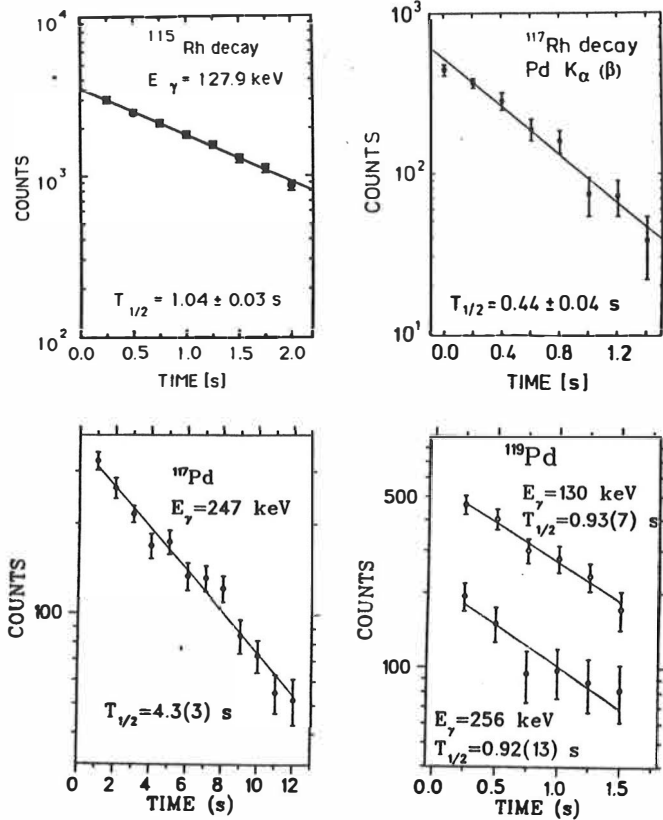 10⁴
¹¹⁵Rh decay
E γ = 127.9 keV
10³
COUNTS
T 1/2 = 1.04 ± 0.03 s
10²
0.0 0.5 1.0 1.5 2.0
TIME [s]
10³
¹¹⁷Rh decay
Pd Kα (β)
10²
COUNTS
T1/2 = 0.44 ± 0.04 s
10¹
0.0 0.4 0.8 1.2
TIME [s]
¹¹⁷Pd
Eγ=247 keV
100
COUNTS
T1/2=4.3(3) s
0 2 4 6 8 10 12
TIME (s)
¹¹⁹Pd
500
Eγ=130 keV
T1/2=0.93(7) s
COUNTS
100
Eγ=256 keV
T1/2=0.92(13) s
0.0 0.5 1.0 1.5
TIME (s)